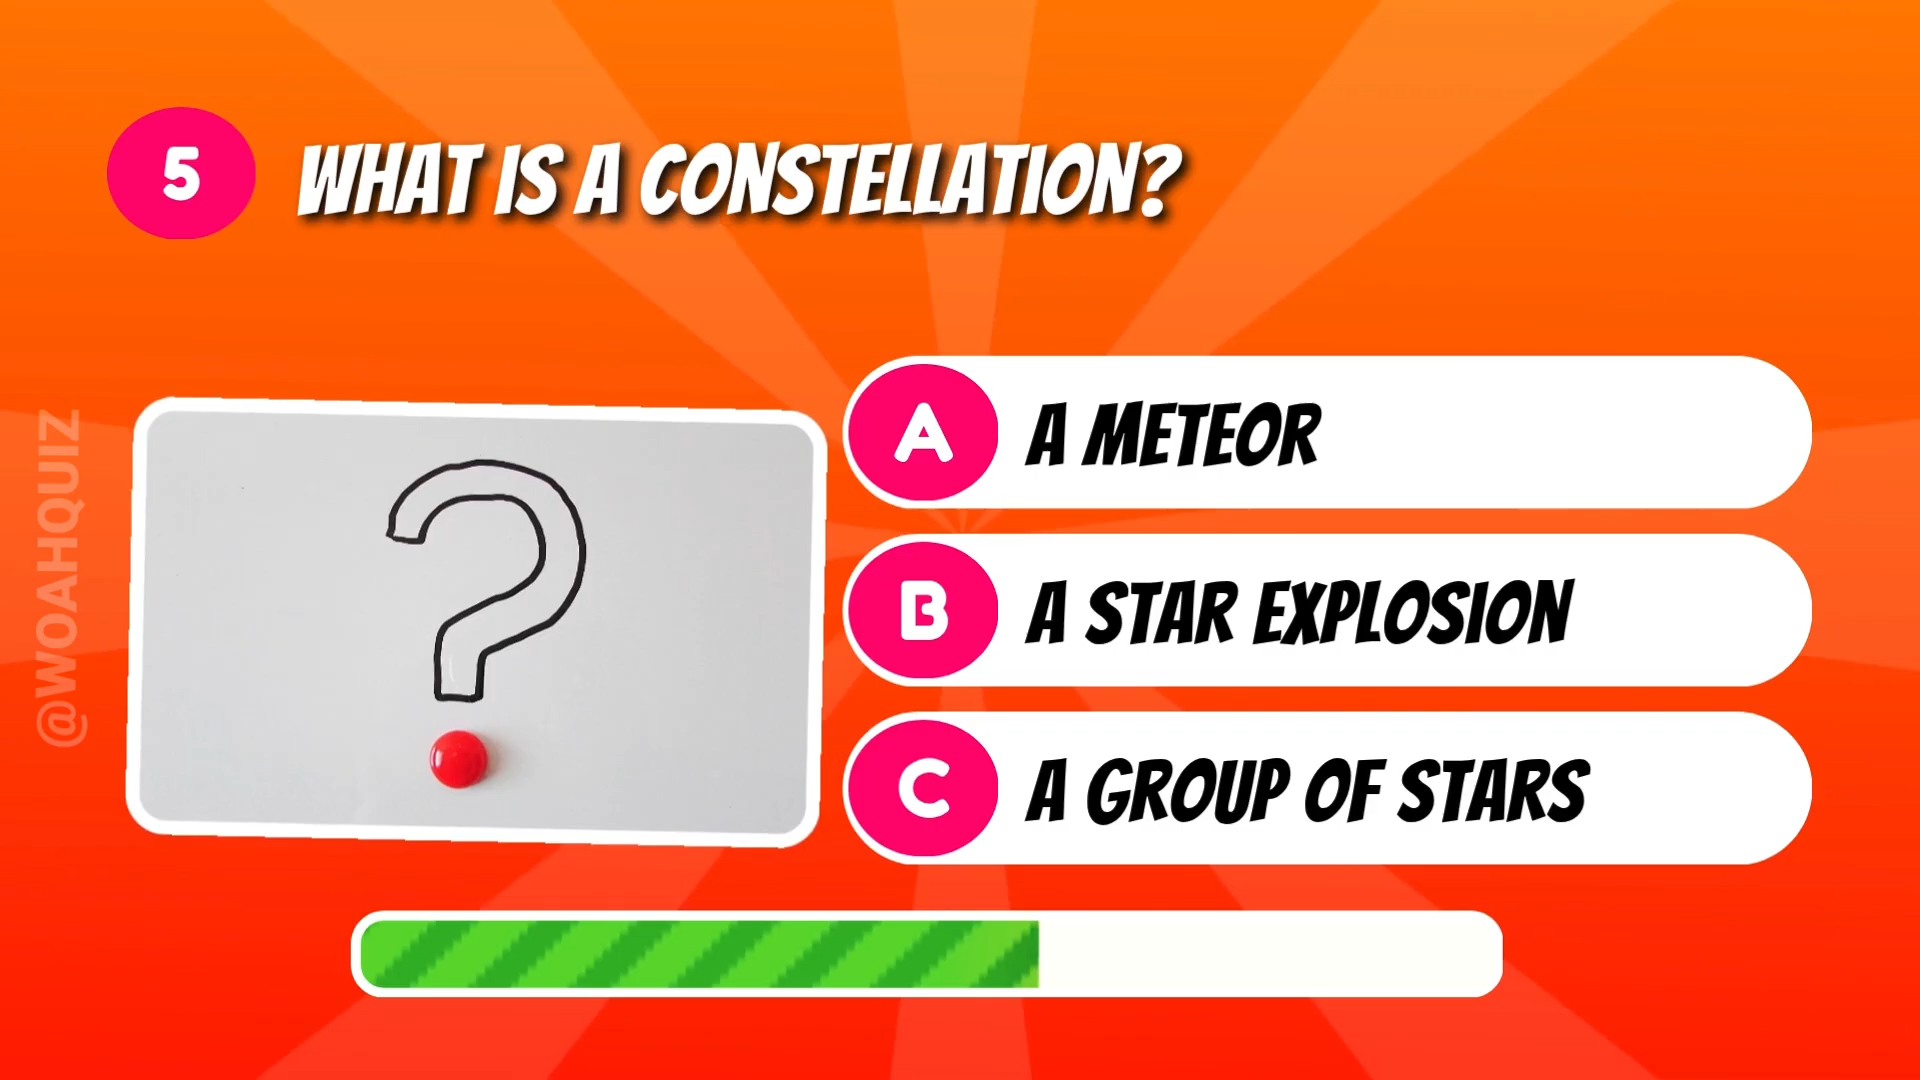 5
WHAT IS A CONSTELLATION?
@WOAHQUIZ
A
A METEOR
B
A STAR EXPLOSION
C
A GROUP OF STARS